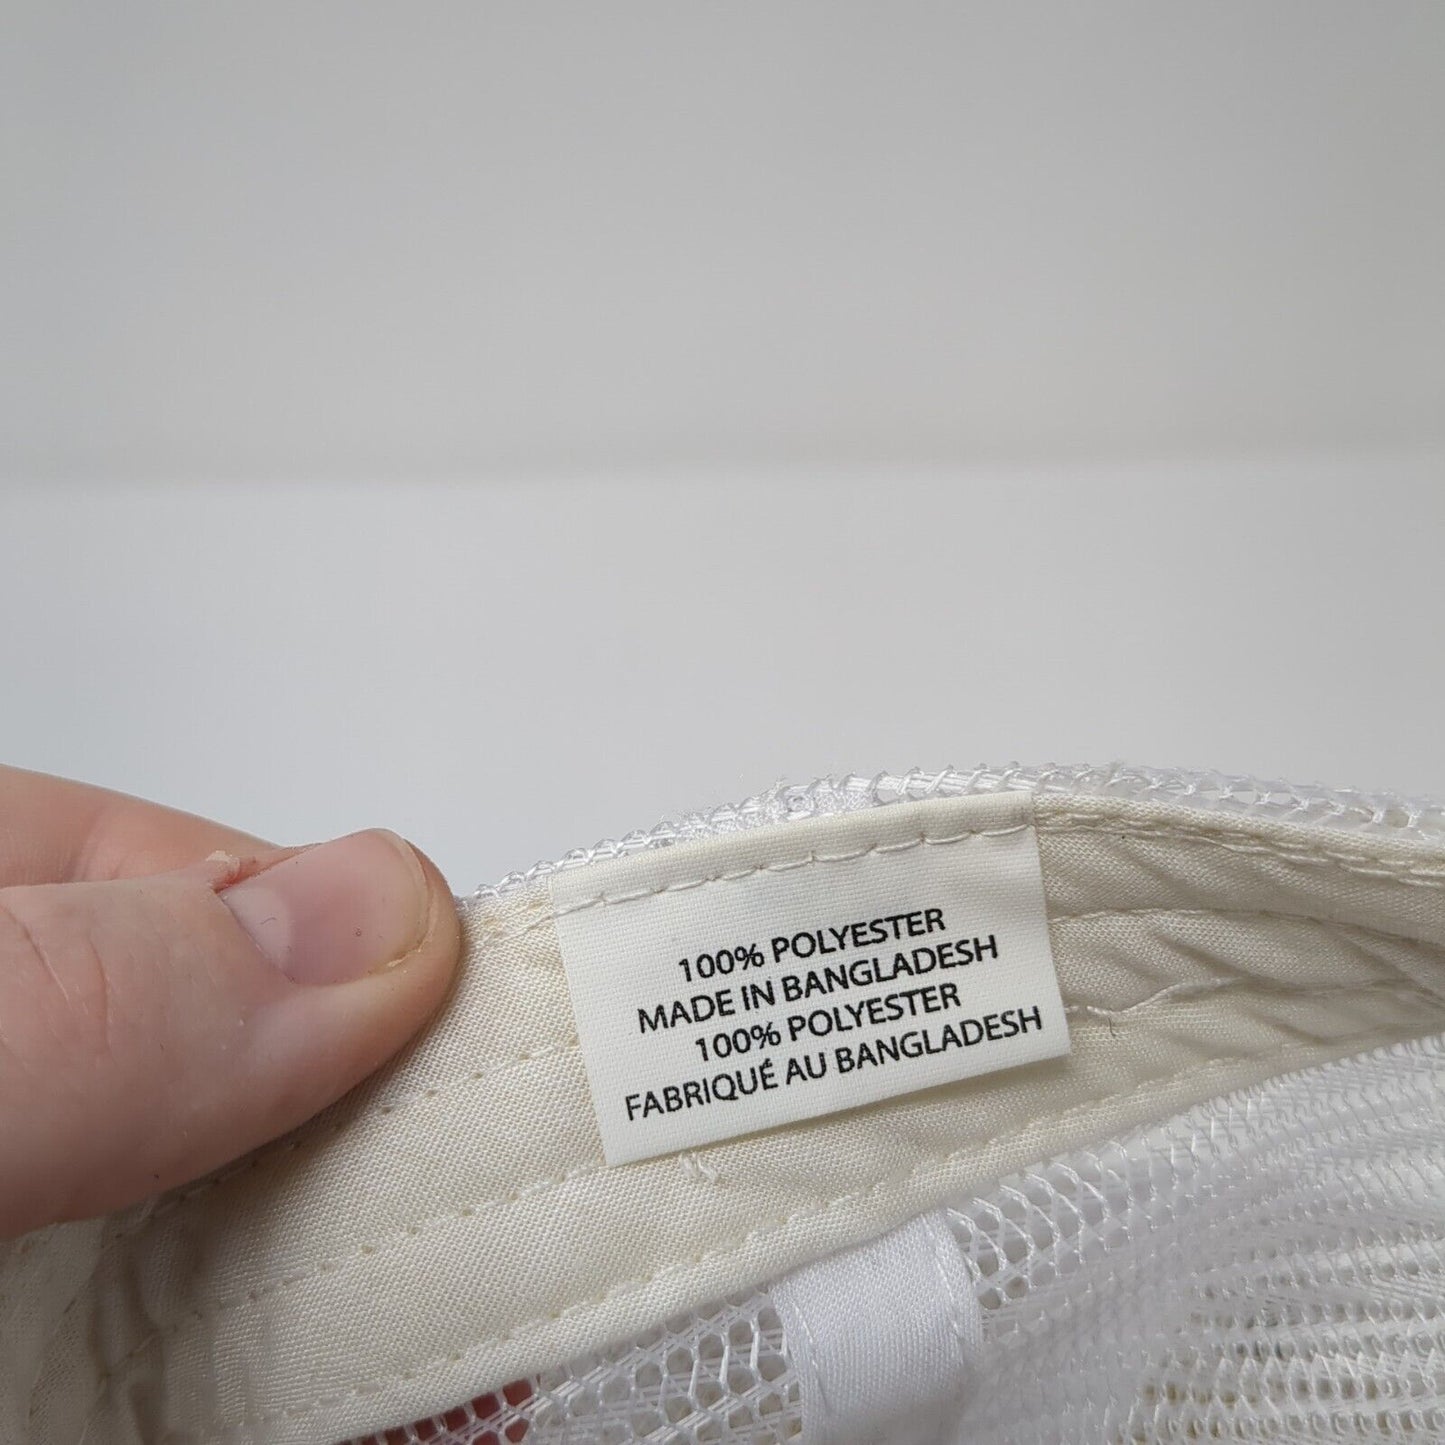 100% POLYESTER
MADE IN BANGLADESH
100% POLYESTER
FABRIQUÉ AU BANGLADESH